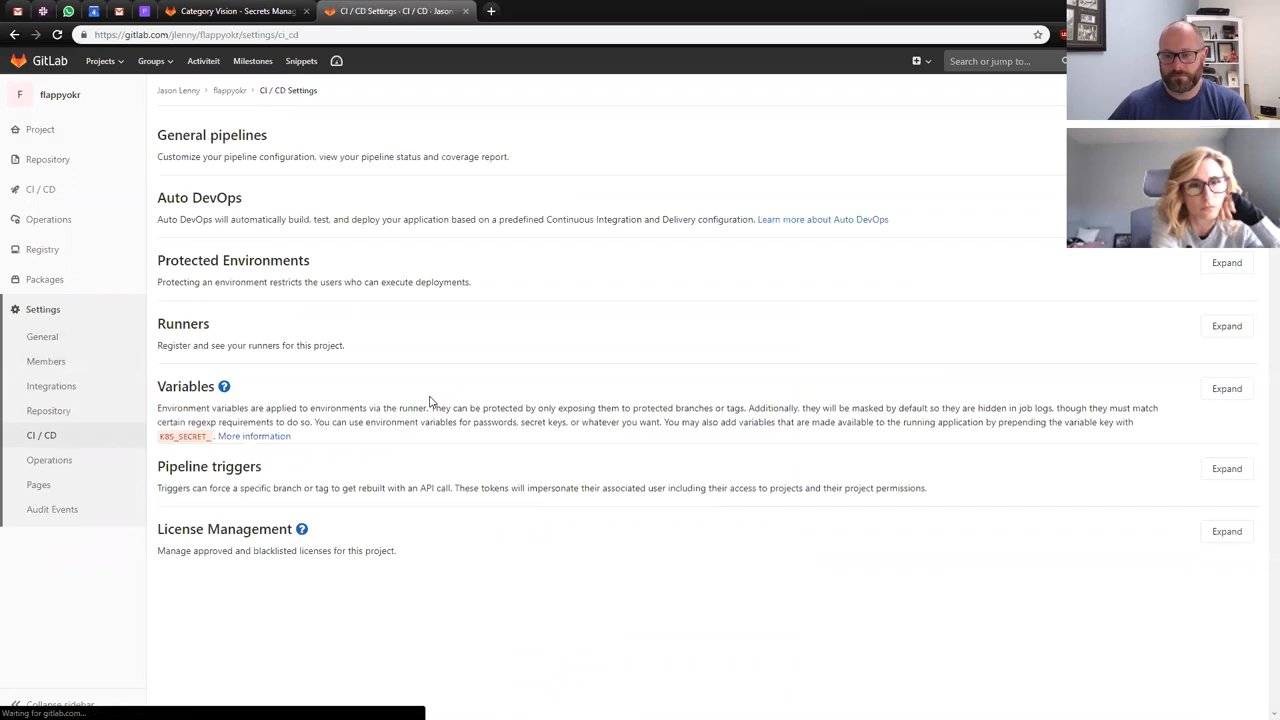 Category Vision - Secrets Manag
CI / CD Settings · CI / CD · Jason
https://gitlab.com/jlenny/flappyokr/settings/ci_cd
GitLab
Projects
Groups
Activiteit
Milestones
Snippets
Search or jump to...
F
flappyokr
Jason Lenny
flappyokr
CI / CD Settings
Project
Repository
CI / CD
Operations
Registry
Packages
Settings
General
Members
Integrations
Repository
CI / CD
Operations
Pages
Audit Events
General pipelines
Customize your pipeline configuration, view your pipeline status and coverage report.
Auto DevOps
Auto DevOps will automatically build, test, and deploy your application based on a predefined Continuous Integration and Delivery configuration. Learn more about Auto DevOps
Protected Environments
Expand
Protecting an environment restricts the users who can execute deployments.
Runners
Expand
Register and see your runners for this project.
Variables
Expand
Environment variables are applied to environments via the runner. They can be protected by only exposing them to protected branches or tags. Additionally, they will be masked by default so they are hidden in job logs, though they must match
certain regexp requirements to do so. You can use environment variables for passwords, secret keys, or whatever you want. You may also add variables that are made available to the running application by prepending the variable key with
K8S_SECRET_. More information
Pipeline triggers
Expand
Triggers can force a specific branch or tag to get rebuilt with an API call. These tokens will impersonate their associated user including their access to projects and their project permissions.
License Management
Expand
Manage approved and blacklisted licenses for this project.
Collapse sidebar
Waiting for gitlab.com...